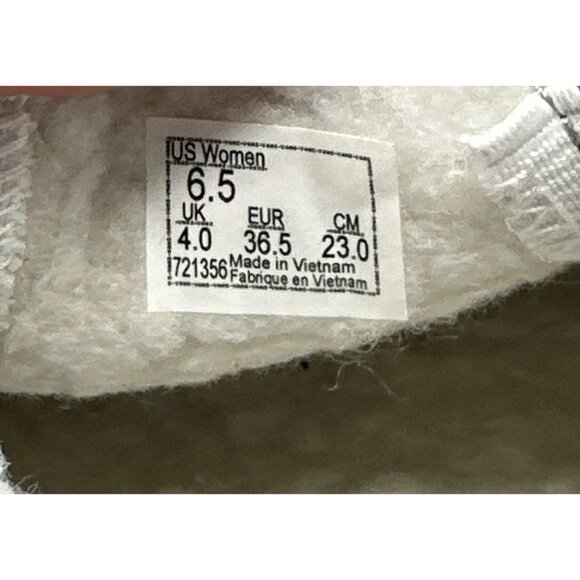 US Women
6.5
UK EUR CM
4.0 36.5 23.0
721356 Made in Vietnam
Fabrique en Vietnam